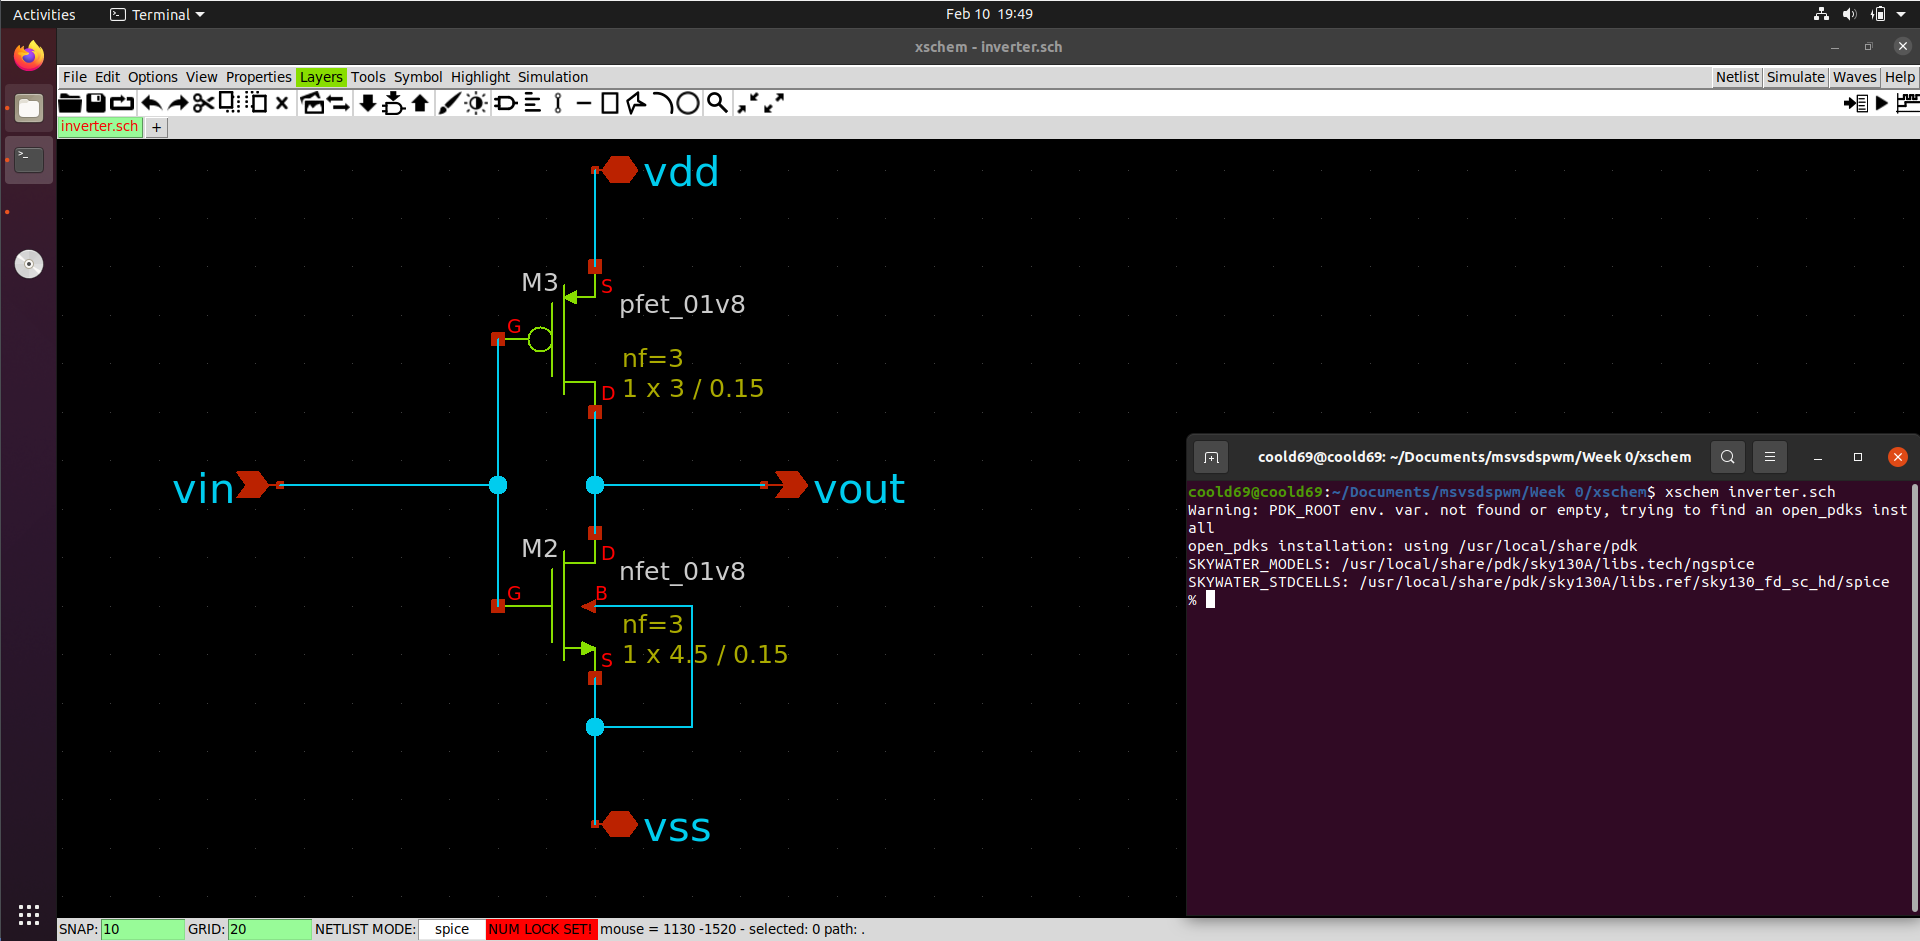 Activities Terminal Feb 10 19:49
xschem - inverter.sch
File Edit Options View Properties Layers Tools Symbol Highlight Simulation Netlist Simulate Waves Help
inverter.sch +
vdd
M3
S
pfet_01v8
G
nf=3
D
1 x 3 / 0.15
vin
vout
M2
D
nfet_01v8
G
B
nf=3
S
1 x 4.5 / 0.15
vss
coold69@coold69: ~/Documents/msvsdspwm/Week 0/xschem
coold69@coold69:~/Documents/msvsdspwm/Week 0/xschem$ xschem inverter.sch
Warning: PDK_ROOT env. var. not found or empty, trying to find an open_pdks inst
all
open_pdks installation: using /usr/local/share/pdk
SKYWATER_MODELS: /usr/local/share/pdk/sky130A/libs.tech/ngspice
SKYWATER_STDCELLS: /usr/local/share/pdk/sky130A/libs.ref/sky130_fd_sc_hd/spice
%
SNAP: 10 GRID: 20 NETLIST MODE: spice NUM LOCK SET! mouse = 1130 -1520 - selected: 0 path: .